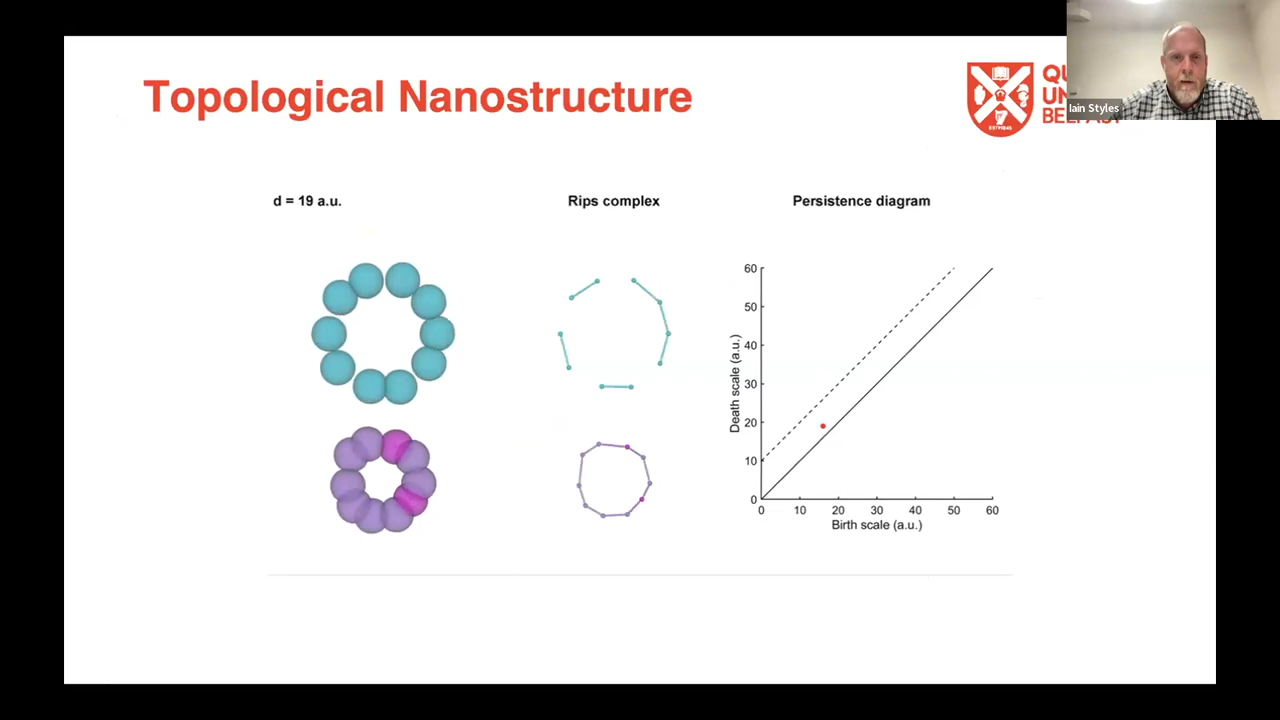 Topological Nanostructure
Iain Styles
d = 19 a.u.
Rips complex
Persistence diagram
Death scale (a.u.)
60
50
40
30
20
10
0
0 10 20 30 40 50 60
Birth scale (a.u.)